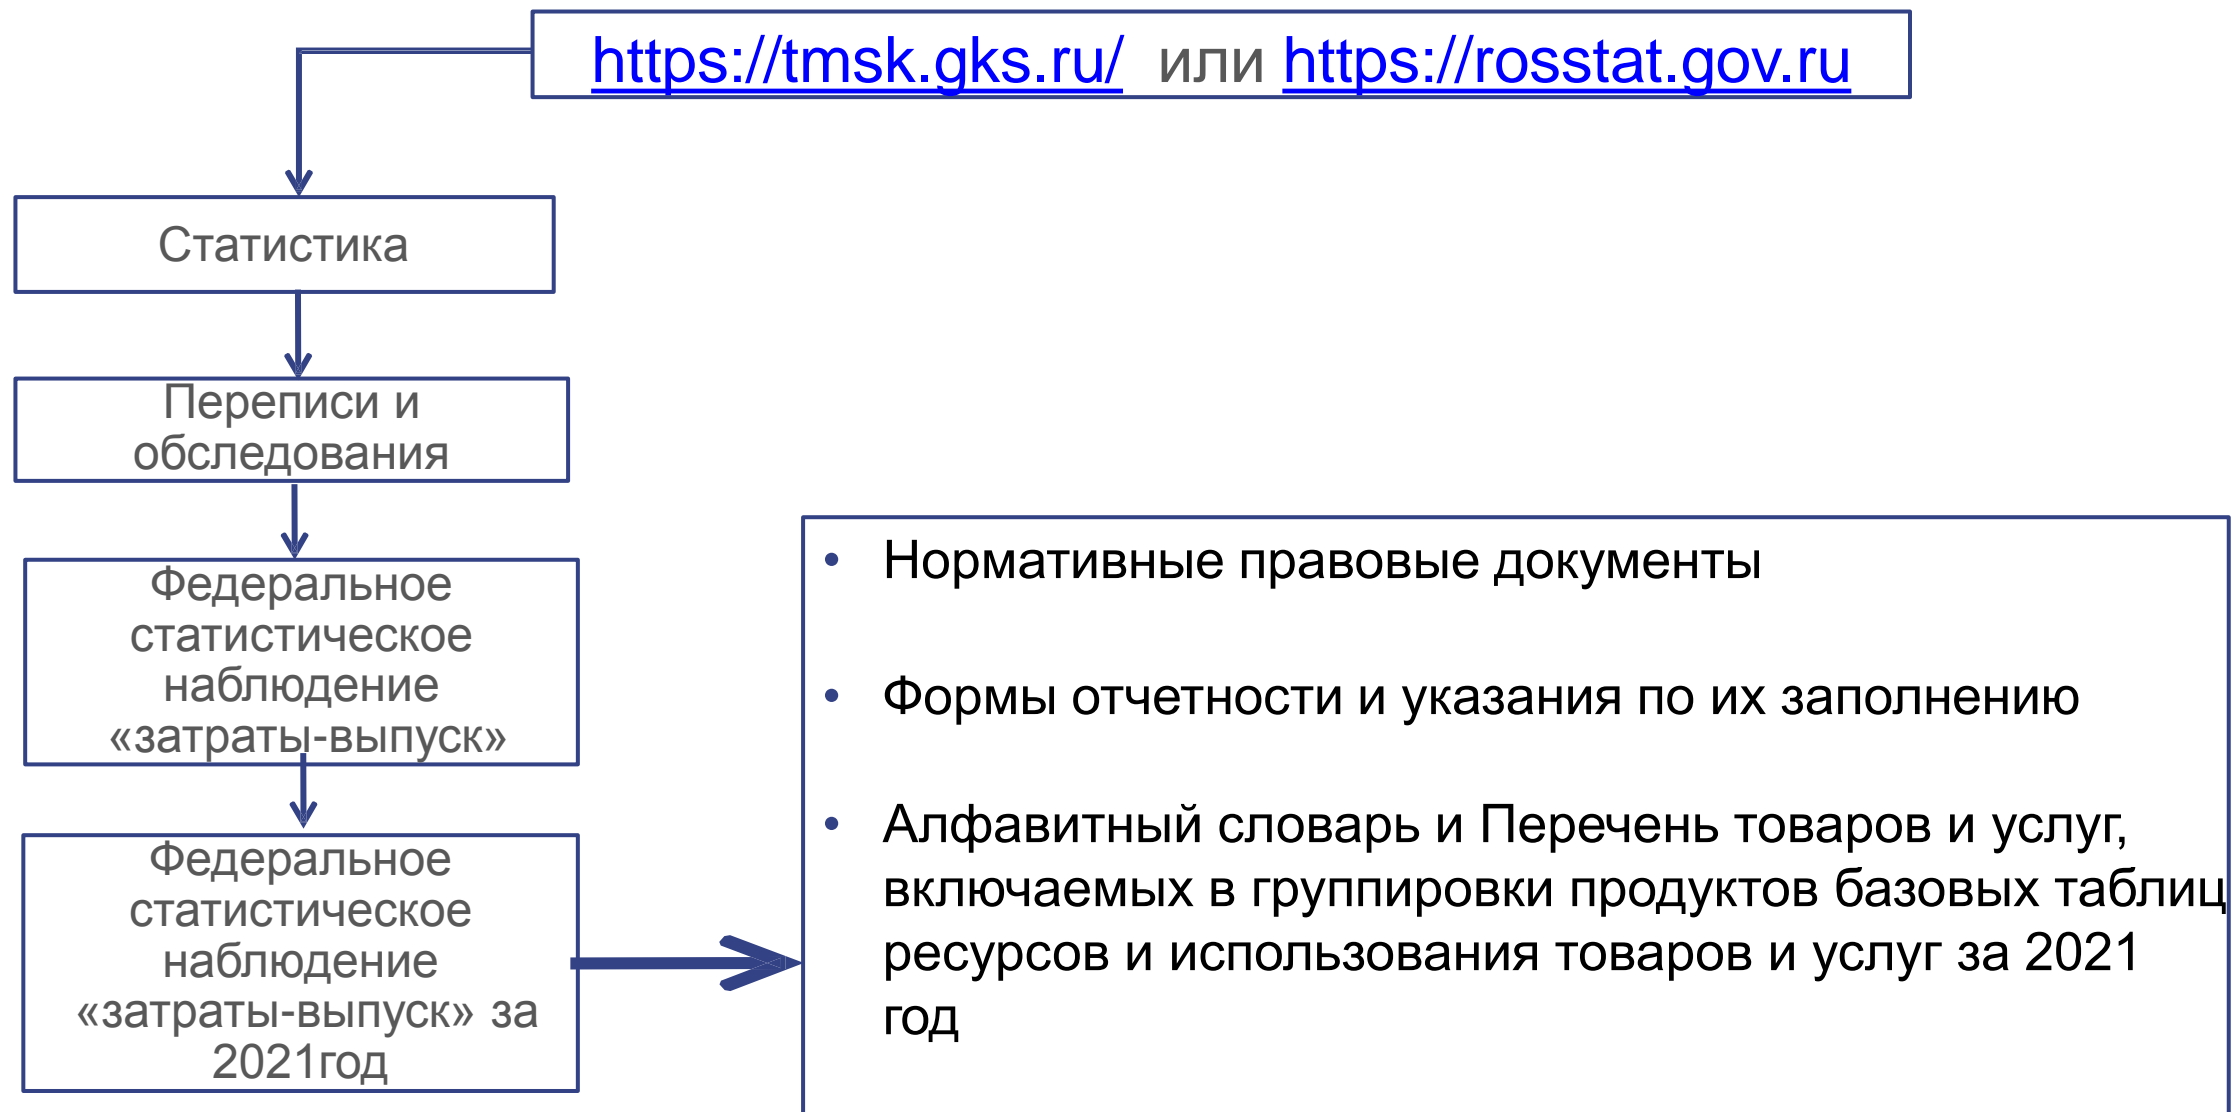 https://tmsk.gks.ru/ или https://rosstat.gov.ru
Статистика
Переписи и
обследования
Федеральное
статистическое
наблюдение
«затраты-выпуск»
Федеральное
статистическое
наблюдение
«затраты-выпуск» за
2021год
• Нормативные правовые документы
• Формы отчетности и указания по их заполнению
• Алфавитный словарь и Перечень товаров и услуг,
включаемых в группировки продуктов базовых таблиц
ресурсов и использования товаров и услуг за 2021
год